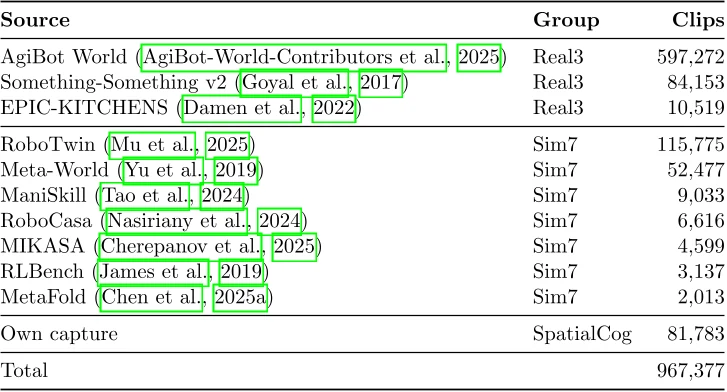 Source Group Clips
AgiBot World (AgiBot-World-Contributors et al., 2025) Real3 597,272
Something-Something v2 (Goyal et al., 2017) Real3 84,153
EPIC-KITCHENS (Damen et al., 2022) Real3 10,519
RoboTwin (Mu et al., 2025) Sim7 115,775
Meta-World (Yu et al., 2019) Sim7 52,477
ManiSkill (Tao et al., 2024) Sim7 9,033
RoboCasa (Nasiriany et al., 2024) Sim7 6,616
MIKASA (Cherepanov et al., 2025) Sim7 4,599
RLBench (James et al., 2019) Sim7 3,137
MetaFold (Chen et al., 2025a) Sim7 2,013
Own capture SpatialCog 81,783
Total 967,377